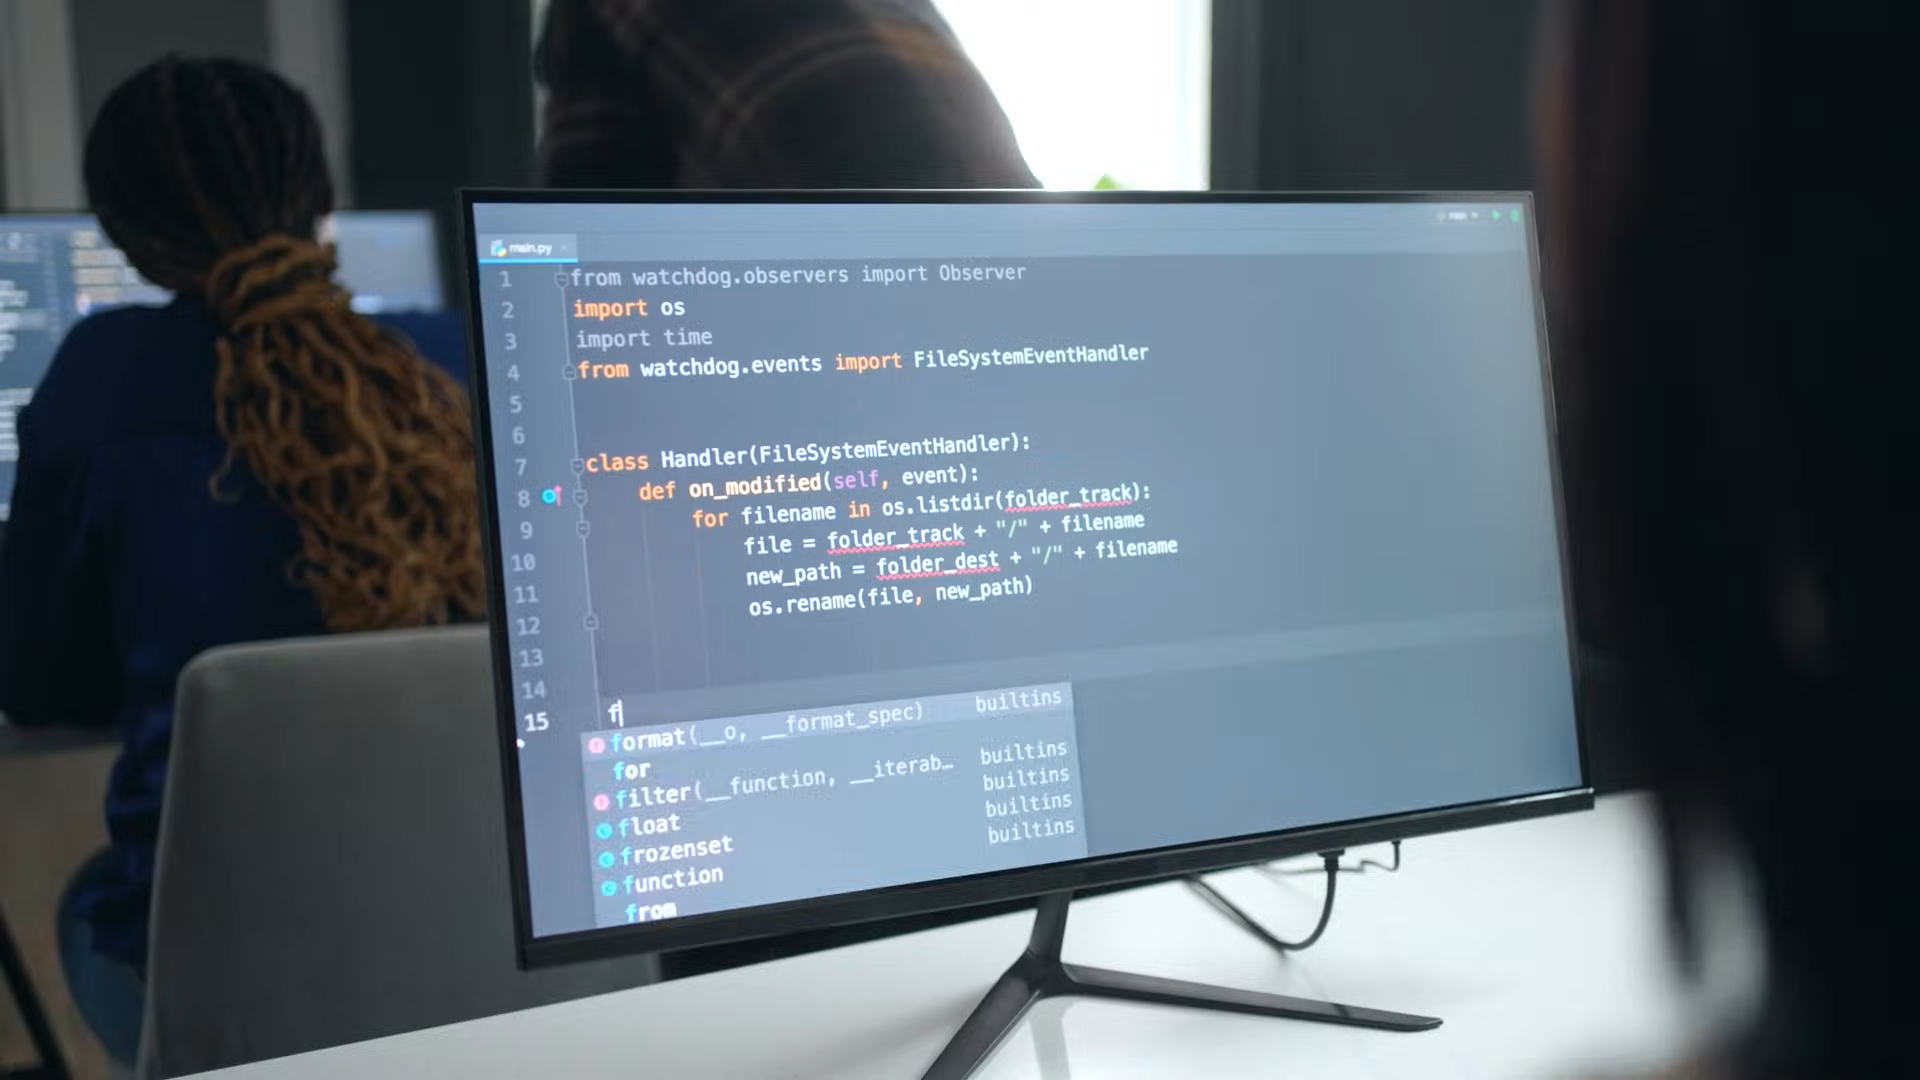 main.py
main
1 from watchdog.observers import Observer
2 import os
3 import time
4 from watchdog.events import import FileSystemEventHandler
5
6
7 class Handler(FileSystemEventHandler):
8 def on_modified(self, event):
9 for filename in os.listdir(folder_track):
10 file = folder_track + "/" + filename
11 new_path = folder_dest + "/" + filename
12 os.rename(file, new_path)
13
14
15 f
format(__o, __format_spec) builtins
for
filter(__function, __iterab… builtins
float builtins
frozenset builtins
function builtins
from